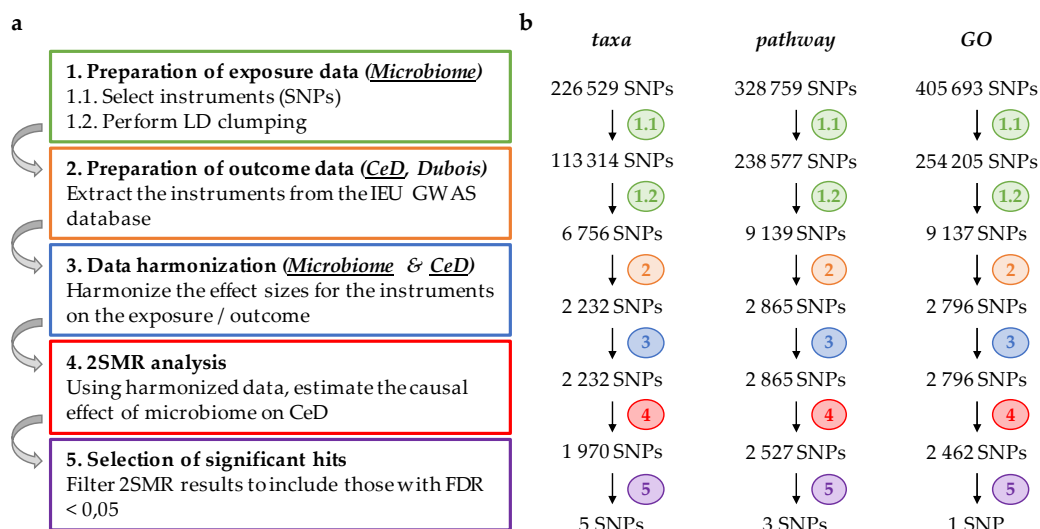 a
1. Preparation of exposure data (Microbiome)
1.1. Select instruments (SNPs)
1.2. Perform LD clumping
2. Preparation of outcome data (CeD, Dubois)
Extract the instruments from the IEU GWAS
database
3. Data harmonization (Microbiome & CeD)
Harmonize the effect sizes for the instruments
on the exposure / outcome
4. 2SMR analysis
Using harmonized data, estimate the causal
effect of microbiome on CeD
5. Selection of significant hits
Filter 2SMR results to include those with FDR
< 0,05
b
taxa pathway GO
226 529 SNPs 328 759 SNPs 405 693 SNPs
1.1 1.1 1.1
113 314 SNPs 238 577 SNPs 254 205 SNPs
1.2 1.2 1.2
6 756 SNPs 9 139 SNPs 9 137 SNPs
2 2 2
2 232 SNPs 2 865 SNPs 2 796 SNPs
3 3 3
2 232 SNPs 2 865 SNPs 2 796 SNPs
4 4 4
1 970 SNPs 2 527 SNPs 2 462 SNPs
5 5 5
5 SNPs 3 SNPs 1 SNP